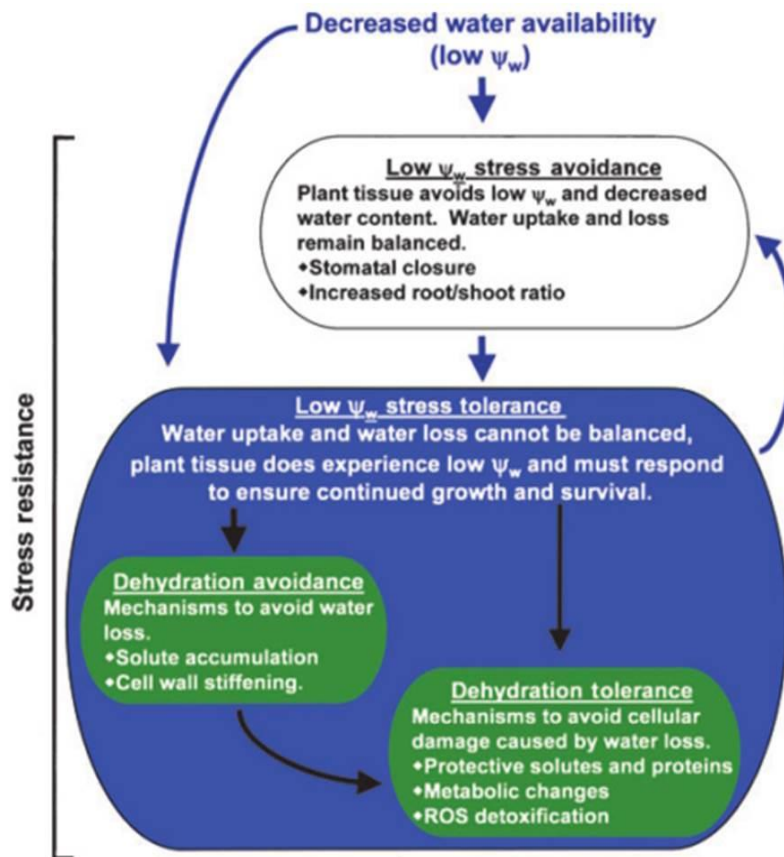 Decreased water availability
(low ψw)
Low ψw stress avoidance
Plant tissue avoids low ψw and decreased
water content. Water uptake and loss
remain balanced.
◆Stomatal closure
◆Increased root/shoot ratio
Stress resistance
Low ψw stress tolerance
Water uptake and water loss cannot be balanced,
plant tissue does experience low ψw and must respond
to ensure continued growth and survival.
Dehydration avoidance
Mechanisms to avoid water
loss.
◆Solute accumulation
◆Cell wall stiffening.
Dehydration tolerance
Mechanisms to avoid cellular
damage caused by water loss.
◆Protective solutes and proteins
◆Metabolic changes
◆ROS detoxification